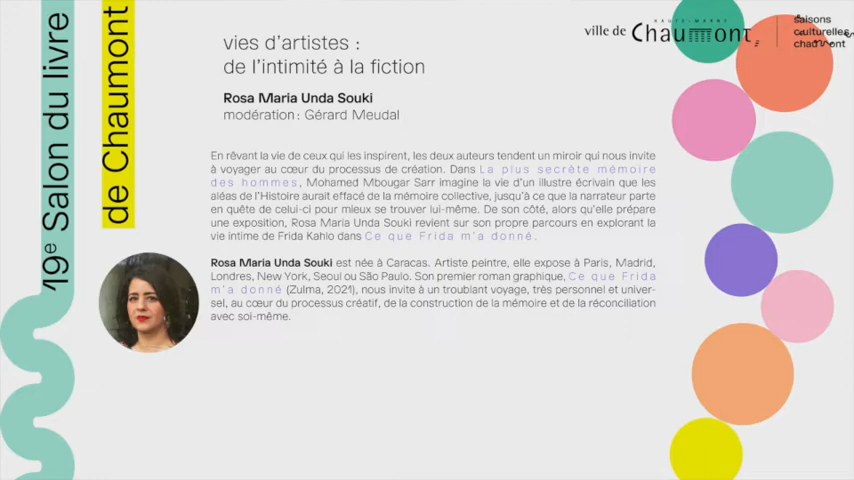 19e Salon du livre
de Chaumont
vies d'artistes :
de l'intimité à la fiction
Rosa Maria Unda Souki
modération : Gérard Meudal
En rêvant la vie de ceux qui les inspirent, les deux auteurs tendent un miroir qui nous invite
à voyager au cœur du processus de création. Dans La plus secrète mémoire
des hommes, Mohamed Mbougar Sarr imagine la vie d'un illustre écrivain que les
aléas de l'Histoire aurait effacé de la mémoire collective, jusqu'à ce que la narrateur parte
en quête de celui-ci pour mieux se trouver lui-même. De son côté, alors qu'elle prépare
une exposition, Rosa Maria Unda Souki revient sur son propre parcours en explorant la
vie intime de Frida Kahlo dans Ce que Frida m'a donné.
Rosa Maria Unda Souki est née à Caracas. Artiste peintre, elle expose à Paris, Madrid,
Londres, New York, Seoul ou São Paulo. Son premier roman graphique, Ce que Frida
m'a donné (Zulma, 2021), nous invite à un troublant voyage, très personnel et univer-
sel, au cœur du processus créatif, de la construction de la mémoire et de la réconciliation
avec soi-même.
HAUTE-MARNE
ville de Chaumont
saisons
culturelles
chaumont